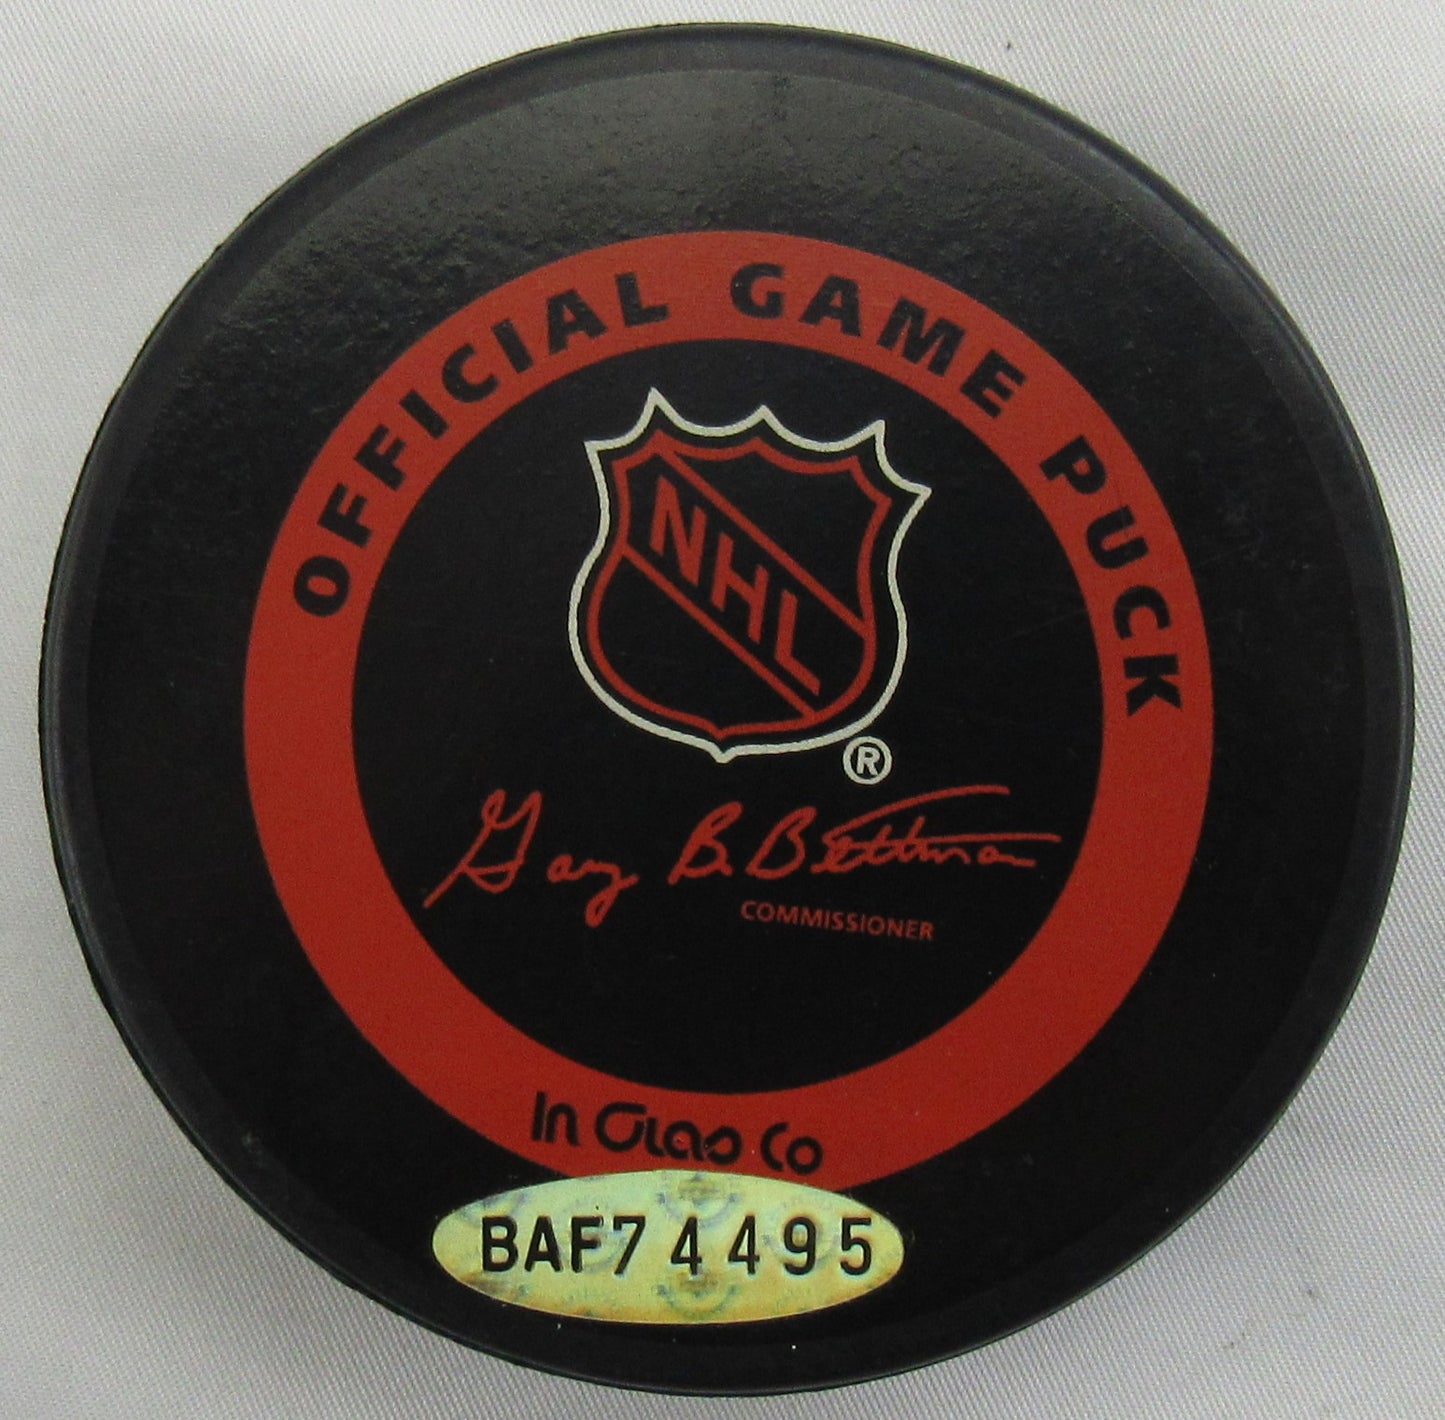 OFFICIAL GAME PUCK
NHL
®
Gary B. Bettman
COMMISSIONER
In Glas Co
BAF74495